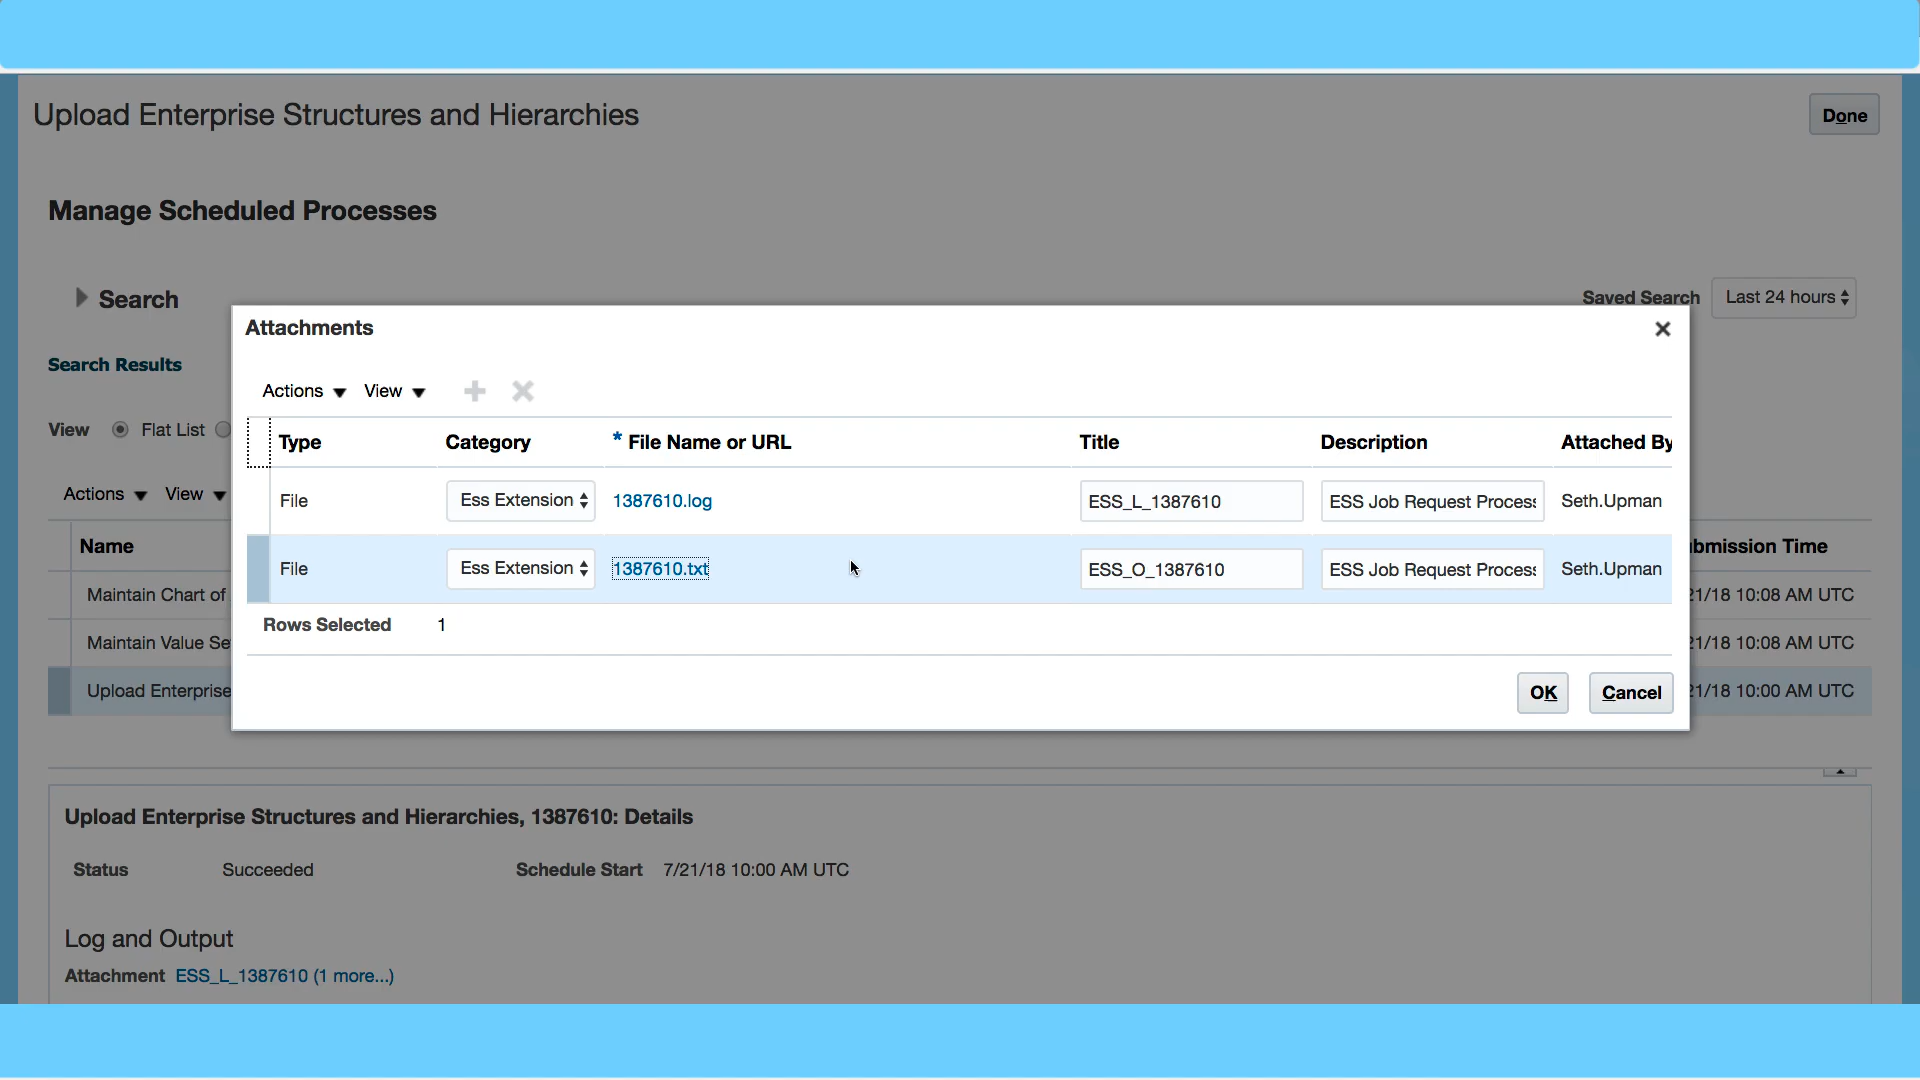 Upload Enterprise Structures and Hierarchies
Done
Manage Scheduled Processes
Search
Saved Search Last 24 hours
Search Results
View Flat List
Actions View
Name
bmission Time
Maintain Chart of
21/18 10:08 AM UTC
Maintain Value Se
21/18 10:08 AM UTC
Upload Enterprise
21/18 10:00 AM UTC
Attachments
Actions View
Type Category * File Name or URL Title Description Attached By
File Ess Extension 1387610.log ESS_L_1387610 ESS Job Request Process Seth.Upman
File Ess Extension 1387610.txt ESS_O_1387610 ESS Job Request Process Seth.Upman
Rows Selected 1
OK Cancel
Upload Enterprise Structures and Hierarchies, 1387610: Details
Status Succeeded Schedule Start 7/21/18 10:00 AM UTC
Log and Output
Attachment ESS_L_1387610 (1 more...)